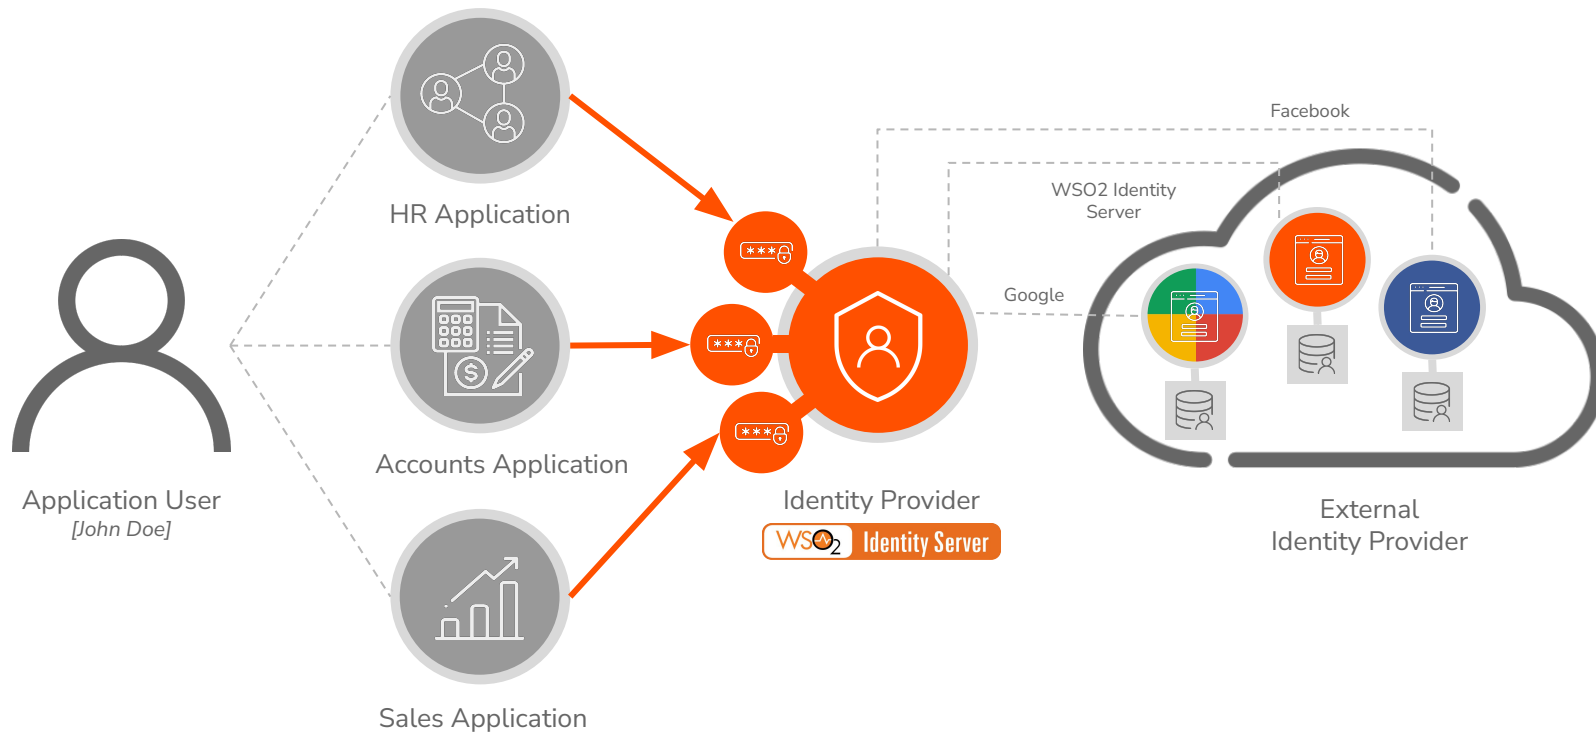 Facebook
WSO2 Identity
Server
Google
HR Application
Accounts Application
Sales Application
Application User
[John Doe]
Identity Provider
WSO2 Identity Server
External
Identity Provider